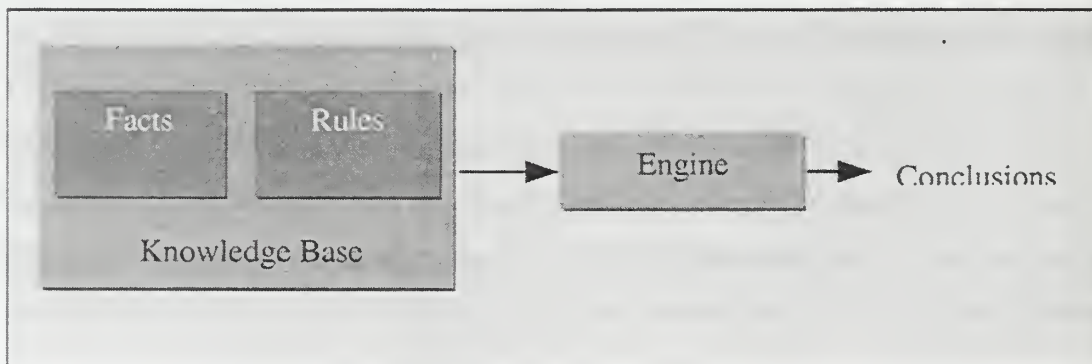 Facts
Rules
Engine
Conclusions
Knowledge Base